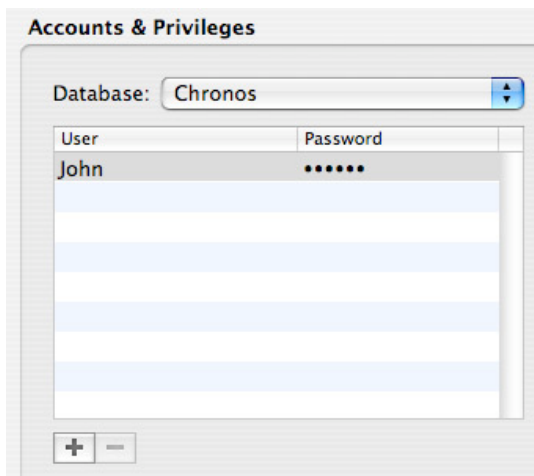 Accounts & Privileges
Database: Chronos
User Password
John ••••••